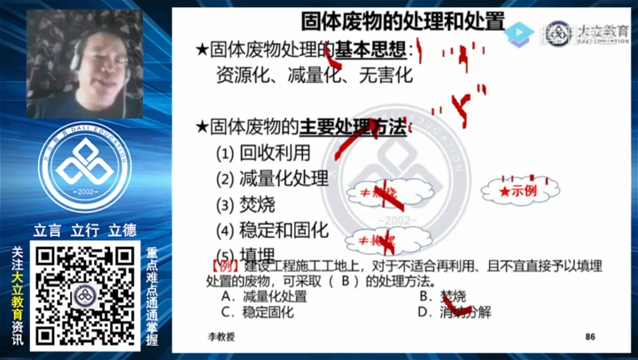 固体废物的处理和处置
大立教育
★固体废物处理的基本思想：
资源化、减量化、无害化
★固体废物的主要处理方法：
(1) 回收利用
(2) 减量化处理
(3) 焚烧
(4) 稳定和固化
(5) 填埋
★示例
【例】建设工程施工工地上，对于不适合再利用、且不宜直接予以填埋
处置的废物，可采取（ B ）的处理方法。
A．减量化处置 B．焚烧
C．稳定固化 D．消纳分解
李教授
86
DALI EDUCATION
—2002—
立言 立行 立德
关注大立教育资讯
重点难点通通掌握